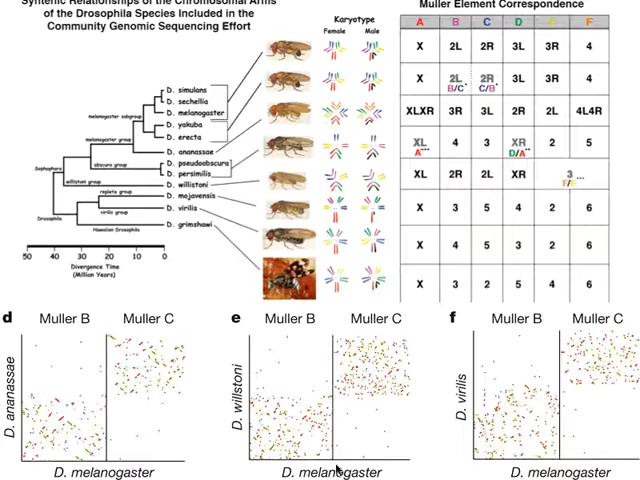 Syntenic Relationships of the Chromosomal Arms
of the Drosophila Species Included in the
Community Genomic Sequencing Effort
Karyotype
Female Male
D. simulans
D. sechellia
D. melanogaster
D. yakuba
D. erecta
D. ananassae
D. pseudoobscura
D. persimilis
D. willistoni
D. mojavensis
D. virilis
D. grimshawi
melanogaster subgroup
melanogaster group
obscura group
willistoni group
repleta group
virilis group
Hawaiian Drosophila
Sophophora
Drosophila
50 40 30 20 10 0
Divergence Time
(Million Years)
Muller Element Correspondence
A B C D E F
X 2L 2R 3L 3R 4
X 2L 2R 3L 3R 4
B/C* C/B*
XLXR 3R 3L 2R 2L 4L4R
XL 4 3 XR 2 5
D/A**
XL 2R 2L XR 3 ...
F/E
X 3 5 4 2 6
X 4 5 3 2 6
X 3 2 5 4 6
d Muller B Muller C
D. ananassae
D. melanogaster
e Muller B Muller C
D. willstoni
D. melanogaster
f Muller B Muller C
D. virilis
D. melanogaster